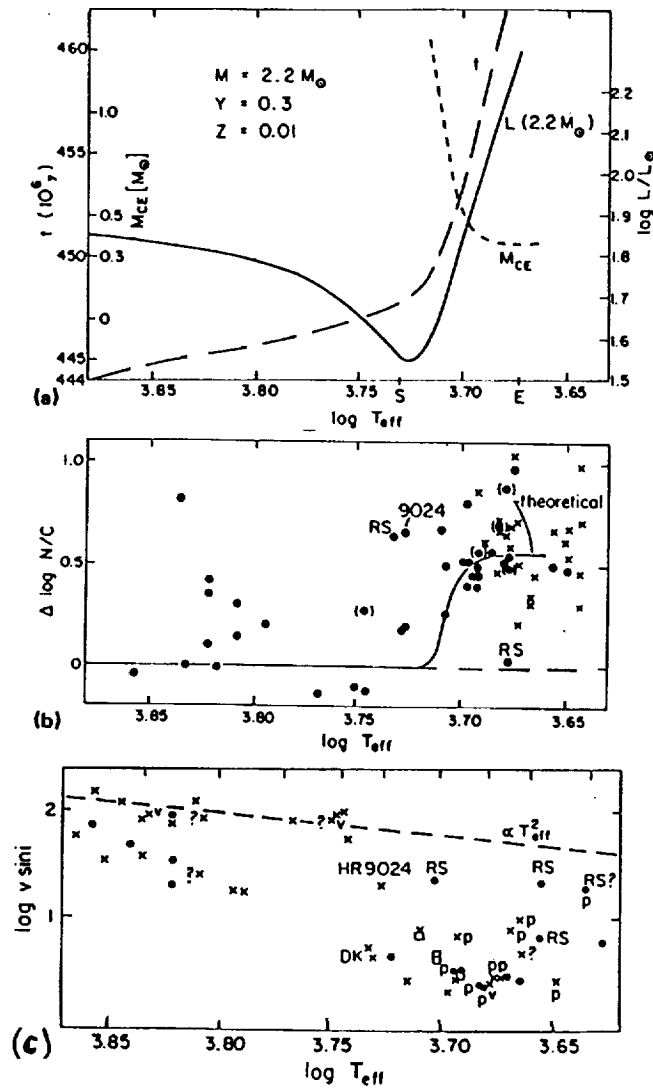 460
M = 2.2 M⊙
Y = 0.3
Z = 0.01
t
L (2.2 M⊙)
1.0
2.2
2.1
455
2.0
t (10⁶y)
M_CE [M⊙]
0.5
1.9
log L/L⊙
450
0.3
M_CE
1.8
1.7
0
1.6
445
444
1.5
(a)
3.85
3.80
3.75
S
3.70
E
3.65
log T_eff
1.0
RS
9024
theoretical
Δ log N/C
0.5
0
RS
(b)
3.85
3.80
3.75
3.70
3.65
log T_eff
2
v
?
?
v
∝ T²_eff
log v sini
HR9024
RS
RS
RS?
p
?
1
p
p
p
DK
RS
p
p
pp
?
p
p
v
p
(c)
3.85
3.80
3.75
3.70
3.65
log T_eff